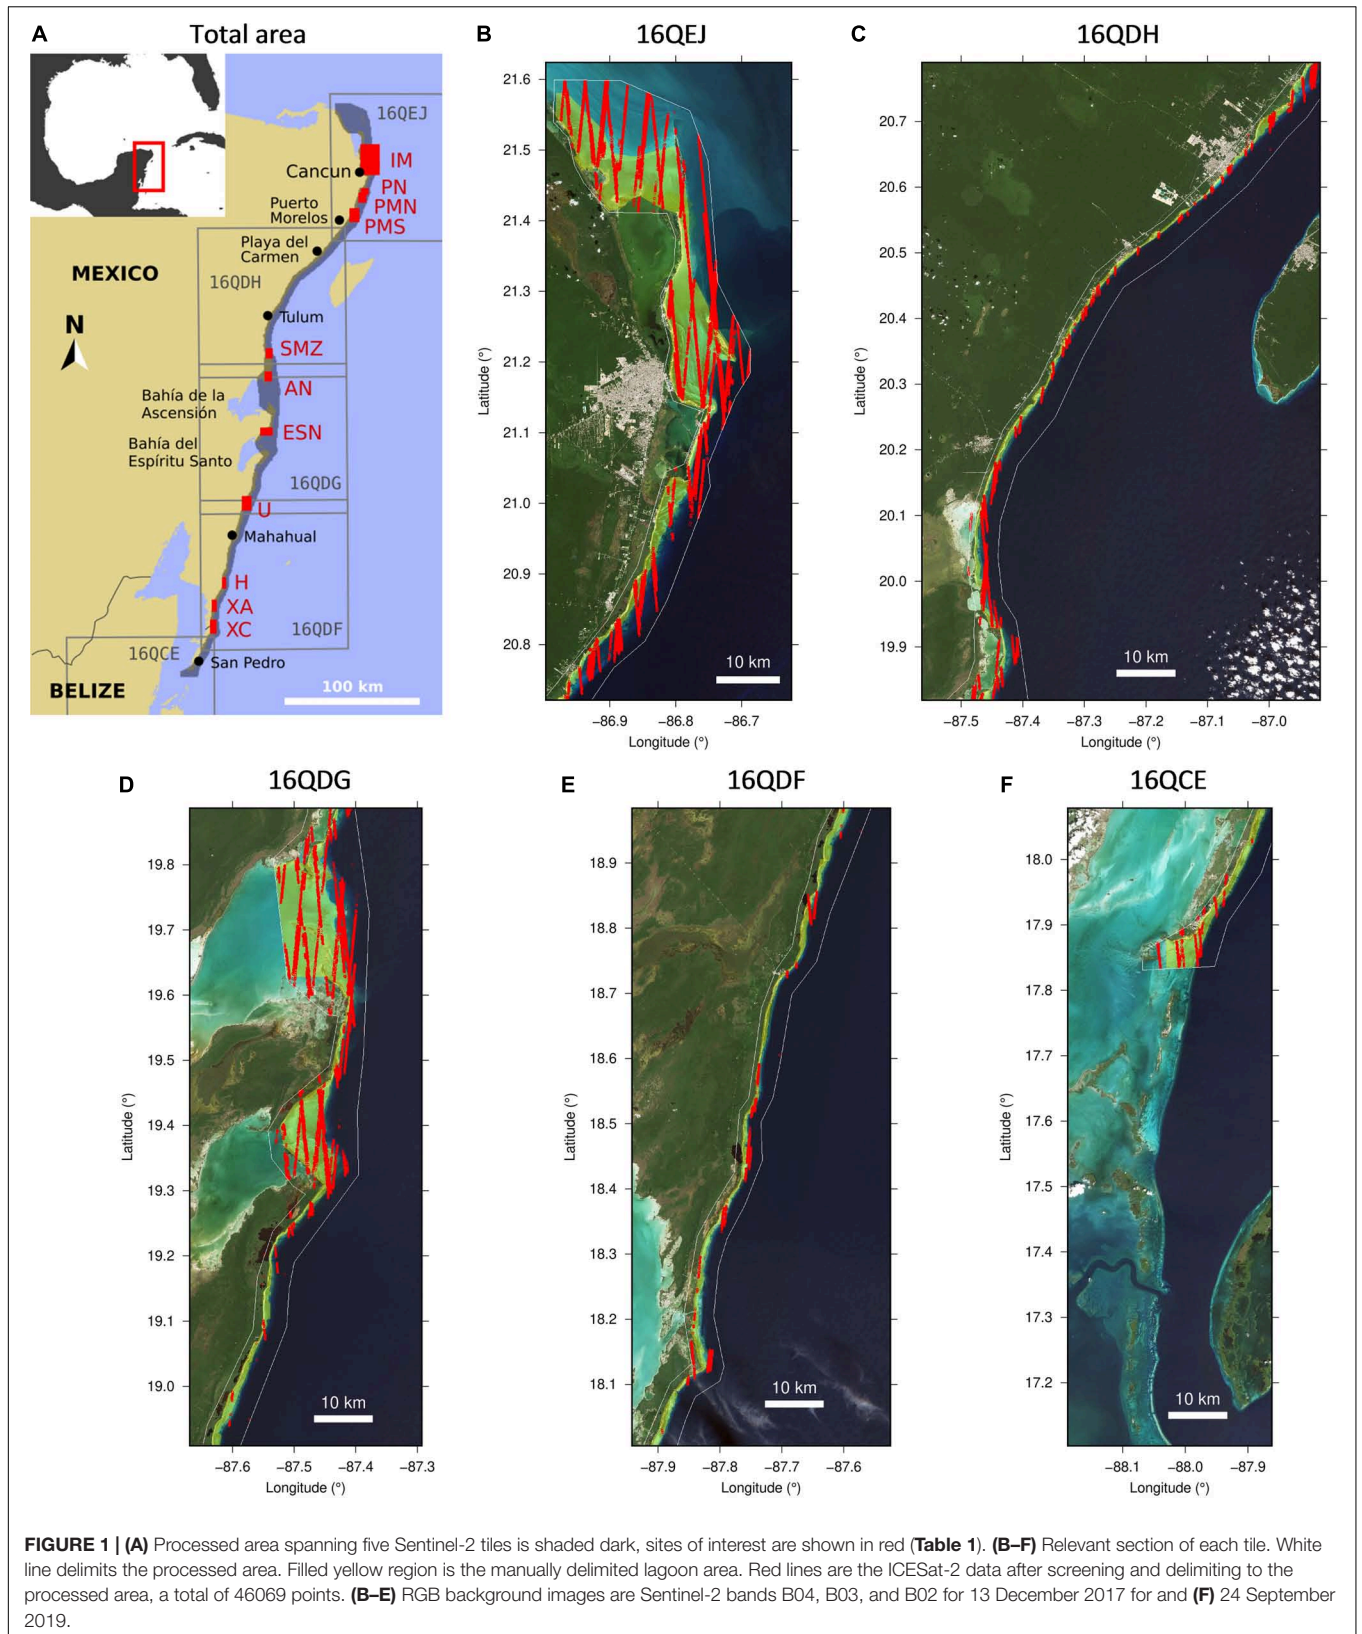 A
Total area
16QEJ
IM
Cancun
PN
PMN
Puerto
Morelos
PMS
Playa del
Carmen
MEXICO
16QDH
N
Tulum
SMZ
AN
Bahía de la
Ascensión
ESN
Bahía del
Espíritu Santo
16QDG
U
Mahahual
H
XA
XC
16QDF
16QCE
San Pedro
BELIZE
100 km
B
16QEJ
21.6
21.5
21.4
21.3
21.2
21.1
21.0
20.9
20.8
Latitude (°)
10 km
−86.9 −86.8 −86.7
Longitude (°)
C
16QDH
20.7
20.6
20.5
20.4
20.3
20.2
20.1
20.0
19.9
Latitude (°)
10 km
−87.5 −87.4 −87.3 −87.2 −87.1 −87.0
Longitude (°)
D
16QDG
19.8
19.7
19.6
19.5
19.4
19.3
19.2
19.1
19.0
Latitude (°)
10 km
−87.6 −87.5 −87.4 −87.3
Longitude (°)
E
16QDF
18.9
18.8
18.7
18.6
18.5
18.4
18.3
18.2
18.1
Latitude (°)
10 km
−87.9 −87.8 −87.7 −87.6
Longitude (°)
F
16QCE
18.0
17.9
17.8
17.7
17.6
17.5
17.4
17.3
17.2
Latitude (°)
10 km
−88.1 −88.0 −87.9
Longitude (°)
FIGURE 1 | (A) Processed area spanning five Sentinel-2 tiles is shaded dark, sites of interest are shown in red (Table 1). (B–F) Relevant section of each tile. White
line delimits the processed area. Filled yellow region is the manually delimited lagoon area. Red lines are the ICESat-2 data after screening and delimiting to the
processed area, a total of 46069 points. (B–E) RGB background images are Sentinel-2 bands B04, B03, and B02 for 13 December 2017 for and (F) 24 September
2019.